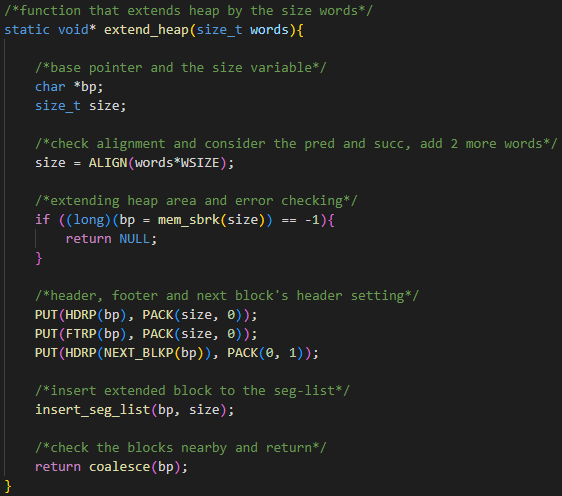 /*function that extends heap by the size words*/
static void* extend_heap(size_t words){
/*base pointer and the size variable*/
char *bp;
size_t size;
/*check alignment and consider the pred and succ, add 2 more words*/
size = ALIGN(words*WSIZE);
/*extending heap area and error checking*/
if ((long)(bp = mem_sbrk(size)) == -1){
return NULL;
}
/*header, footer and next block's header setting*/
PUT(HDRP(bp), PACK(size, 0));
PUT(FTRP(bp), PACK(size, 0));
PUT(HDRP(NEXT_BLKP(bp)), PACK(0, 1));
/*insert extended block to the seg-list*/
insert_seg_list(bp, size);
/*check the blocks nearby and return*/
return coalesce(bp);
}